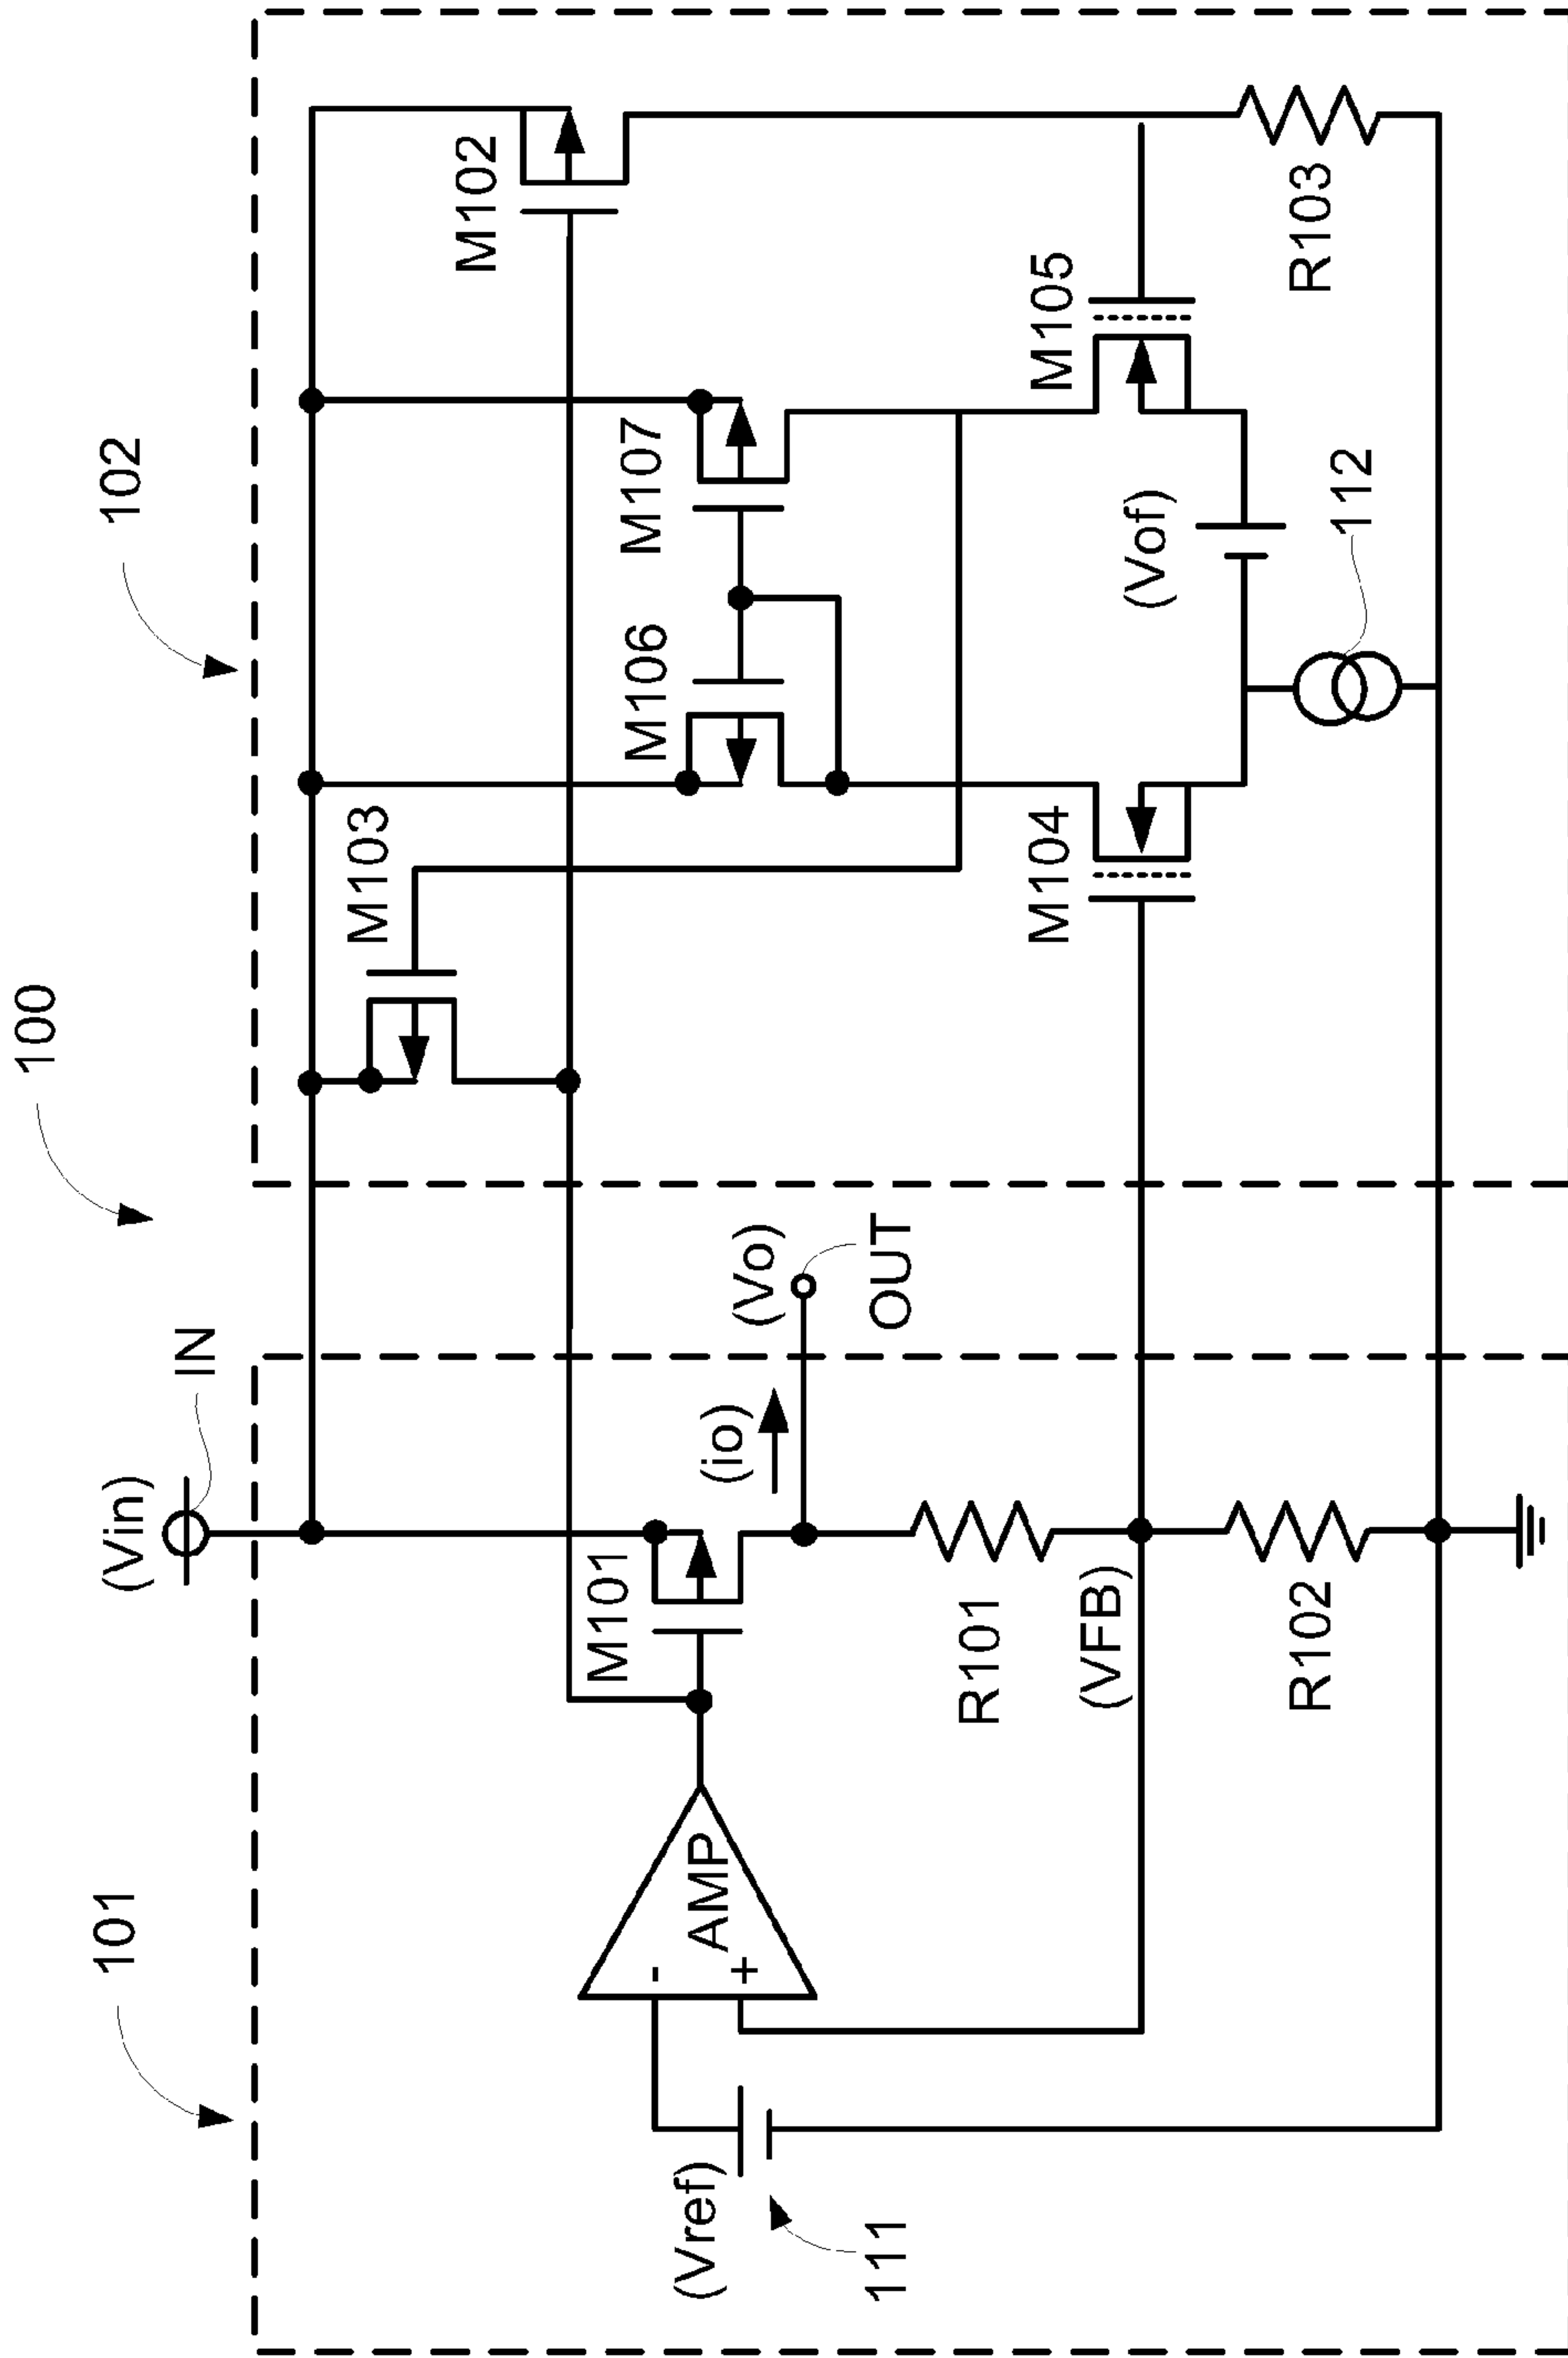 100
101
102
(Vin)
IN
M102
M103
M101
M106
M107
(io)
(Vo)
OUT
AMP
-
+
(Vref)
111
R101
(VFB)
M104
M105
(Vof)
112
R102
R103